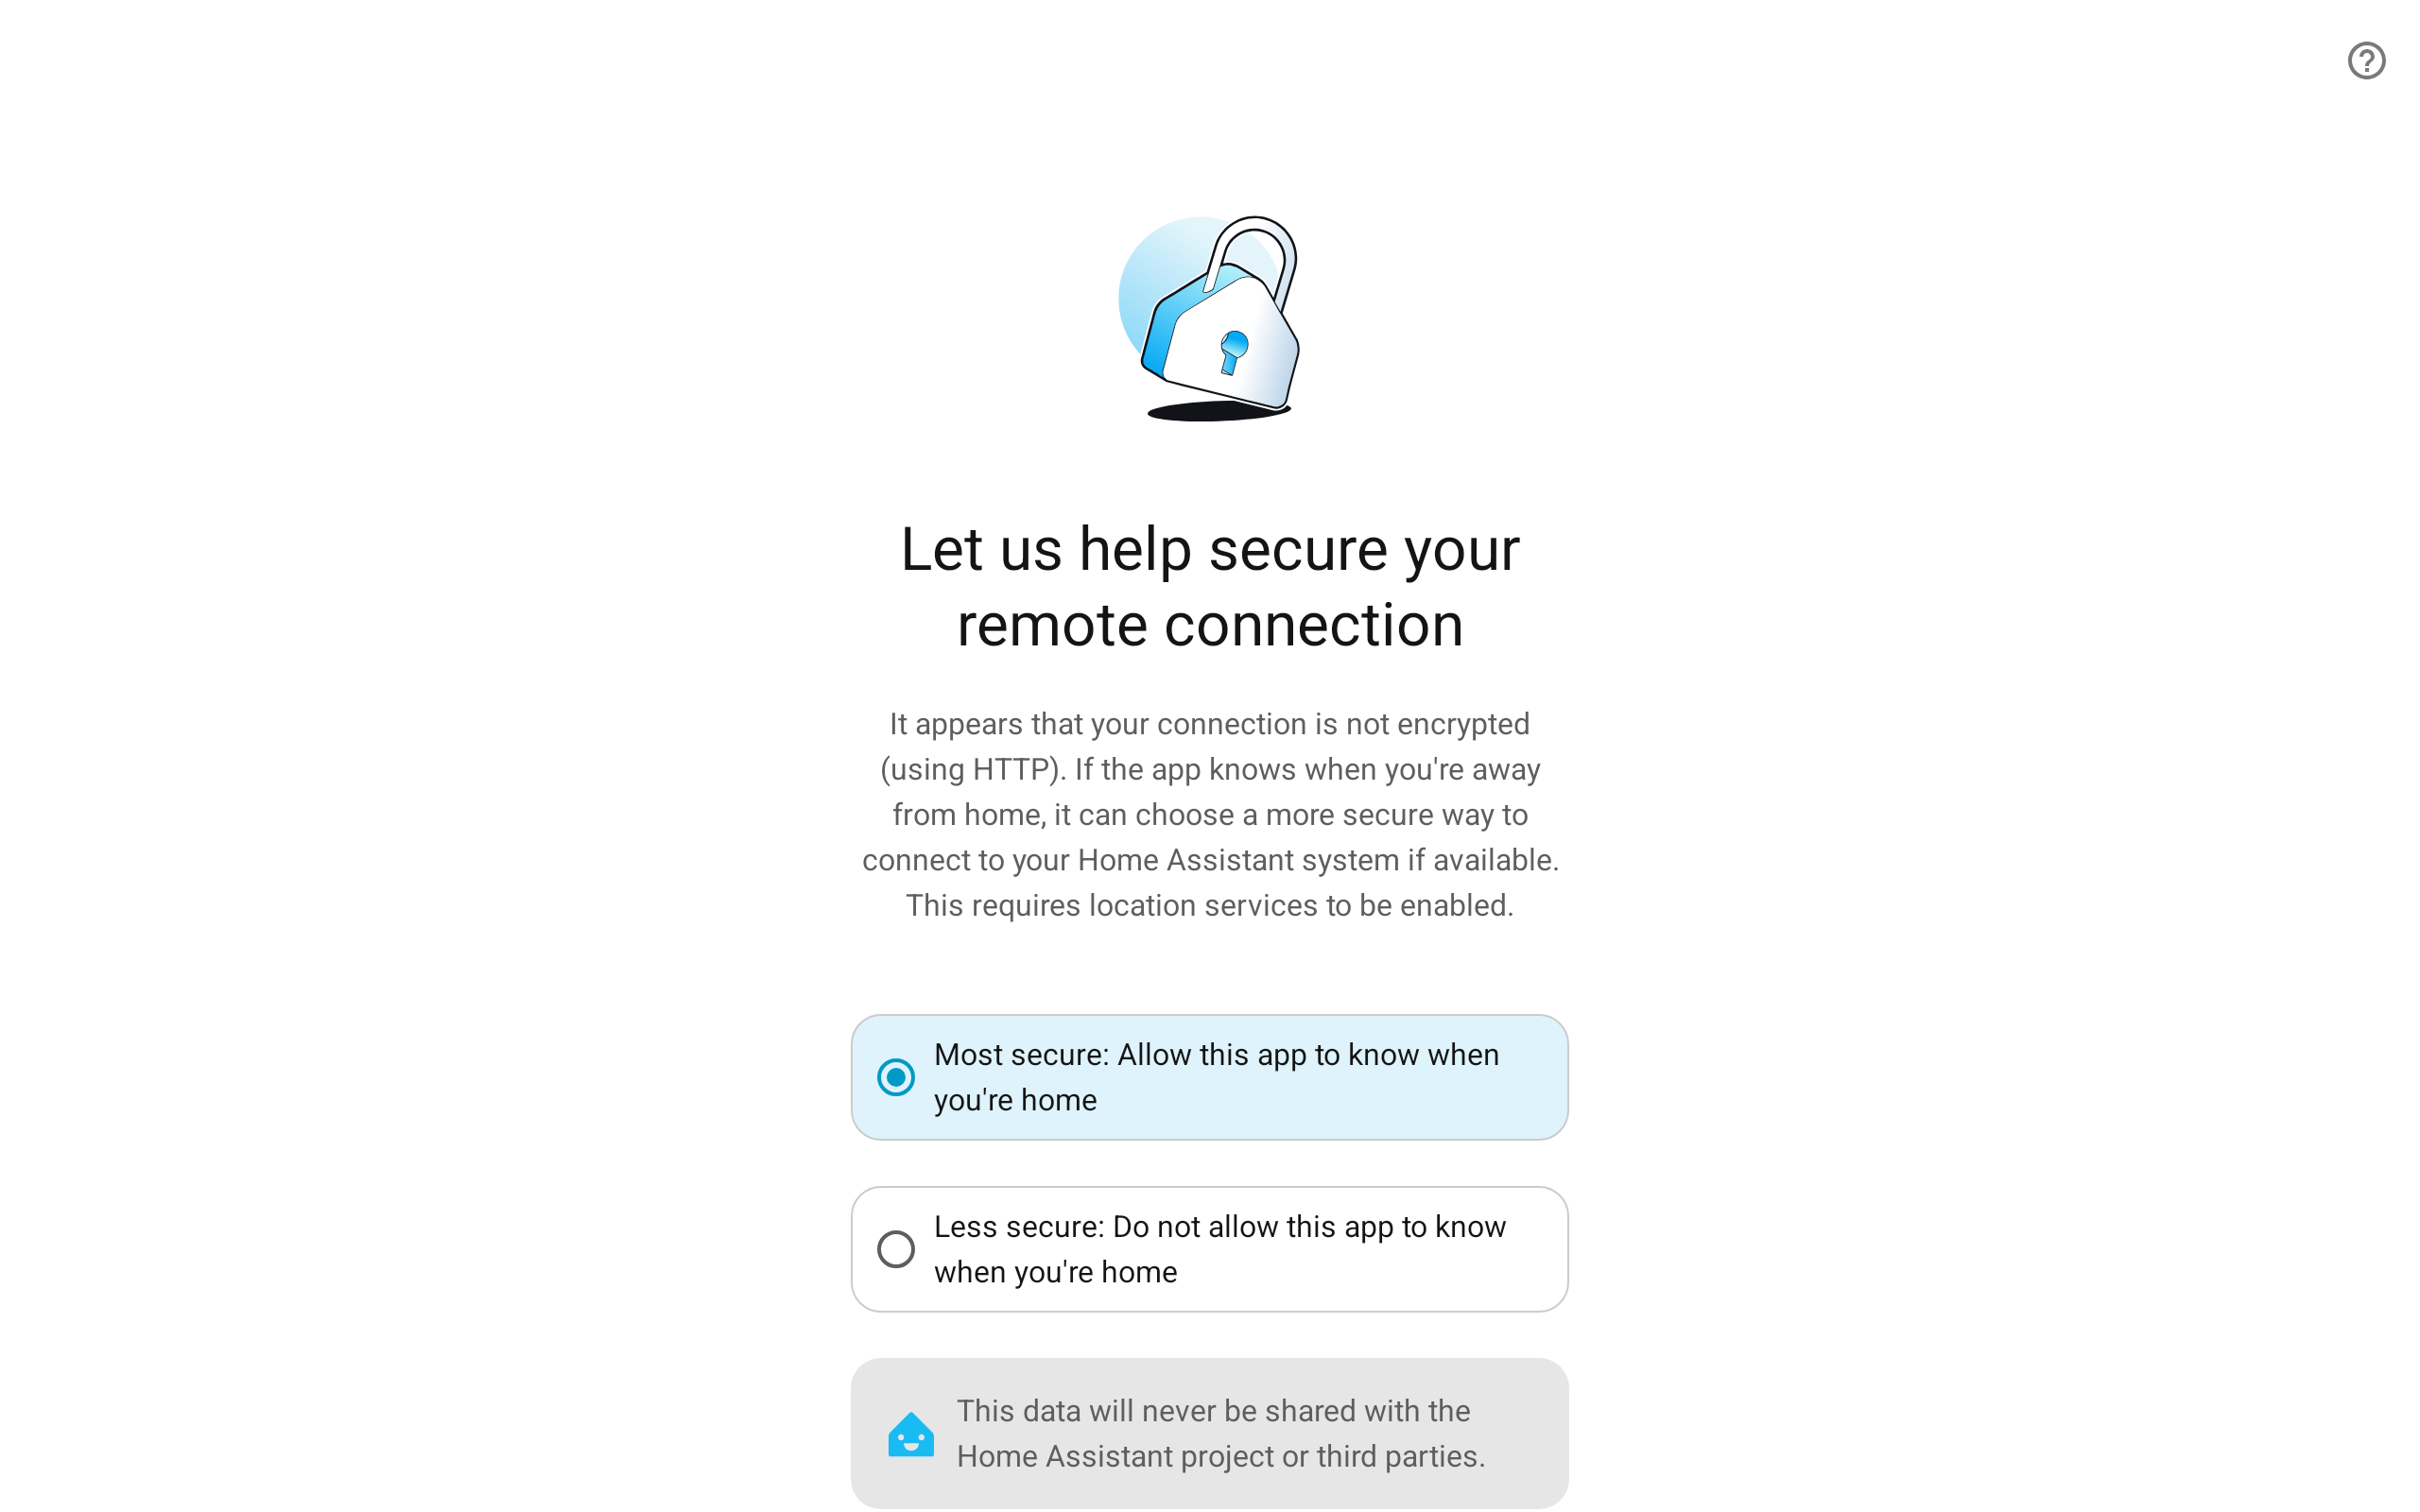 Let us help secure your
remote connection
It appears that your connection is not encrypted
(using HTTP). If the app knows when you're away
from home, it can choose a more secure way to
connect to your Home Assistant system if available.
This requires location services to be enabled.
Most secure: Allow this app to know when
you're home
Less secure: Do not allow this app to know
when you're home
This data will never be shared with the
Home Assistant project or third parties.